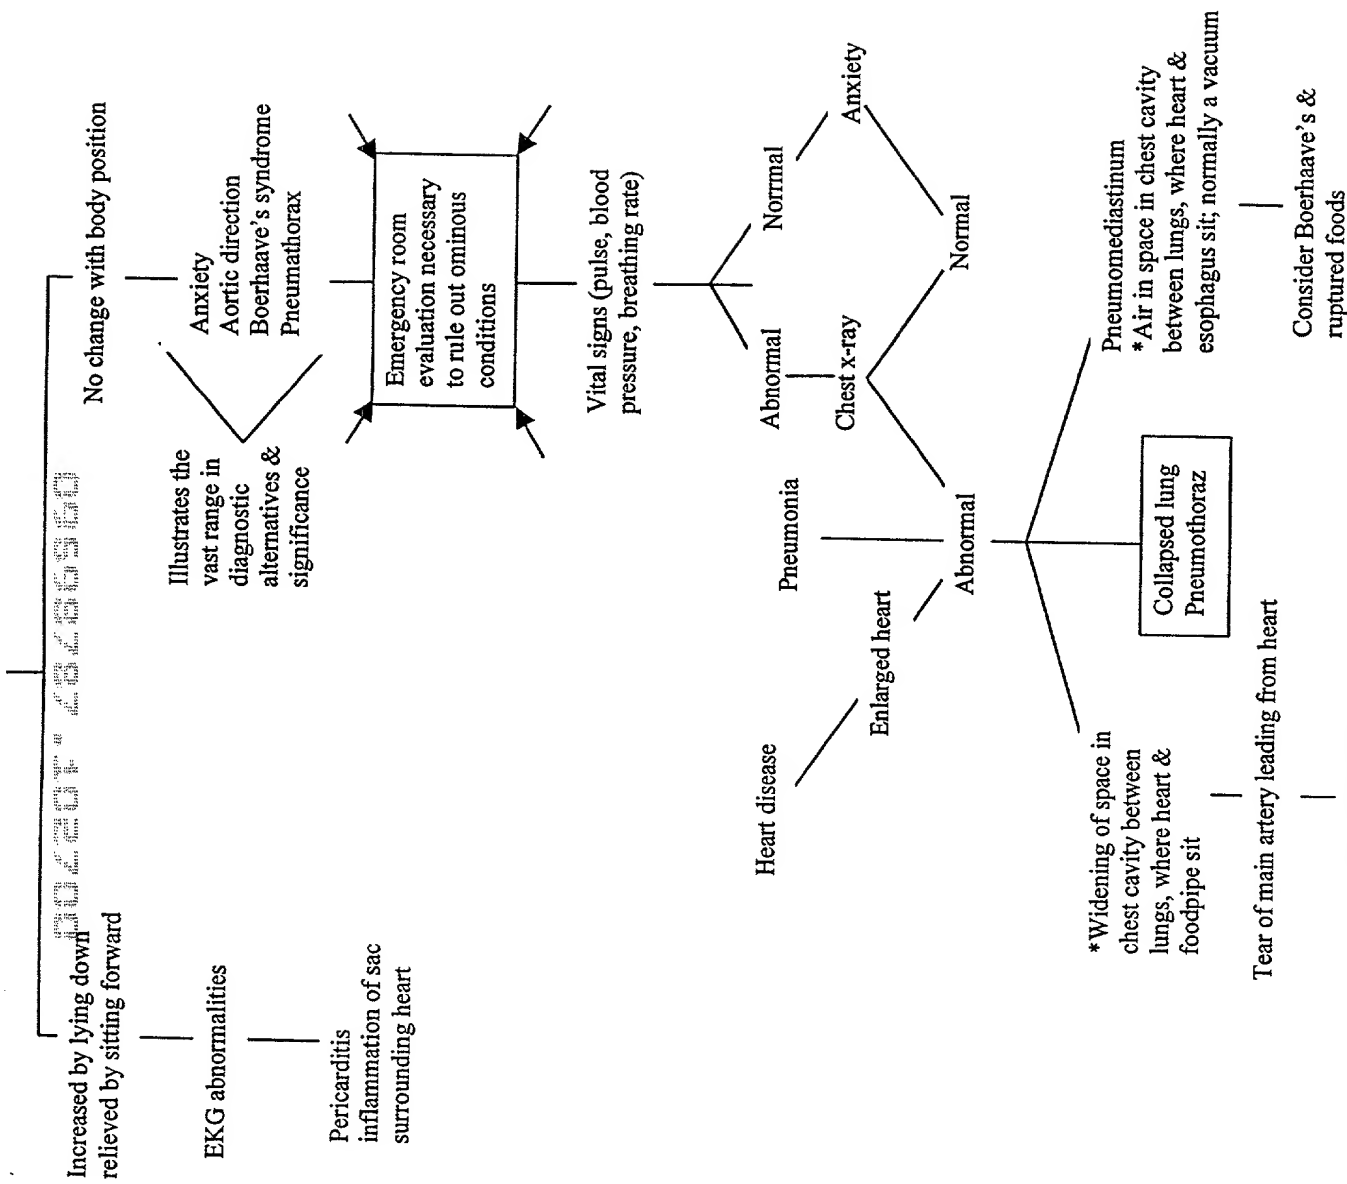 Increased by lying down
relieved by sitting forward
EKG abnormalities
Pericarditis
inflammation of sac
surrounding heart
No change with body position
Anxiety
Aortic direction
Boerhaave's syndrome
Pneumathorax
Illustrates the
vast range in
diagnostic
alternatives &
significance
Emergency room
evaluation necessary
to rule out ominous
conditions
Vital signs (pulse, blood
pressure, breathing rate)
Abnormal
Norrmal
Chest x-ray
Anxiety
Normal
Abnormal
Pneumonia
Enlarged heart
Heart disease
*Widening of space in
chest cavity between
lungs, where heart &
foodpipe sit
Tear of main artery leading from heart
Collapsed lung
Pneumothoraz
Pneumomediastinum
*Air in space in chest cavity
between lungs, where heart &
esophagus sit; normally a vacuum
Consider Boerhaave's &
ruptured foods